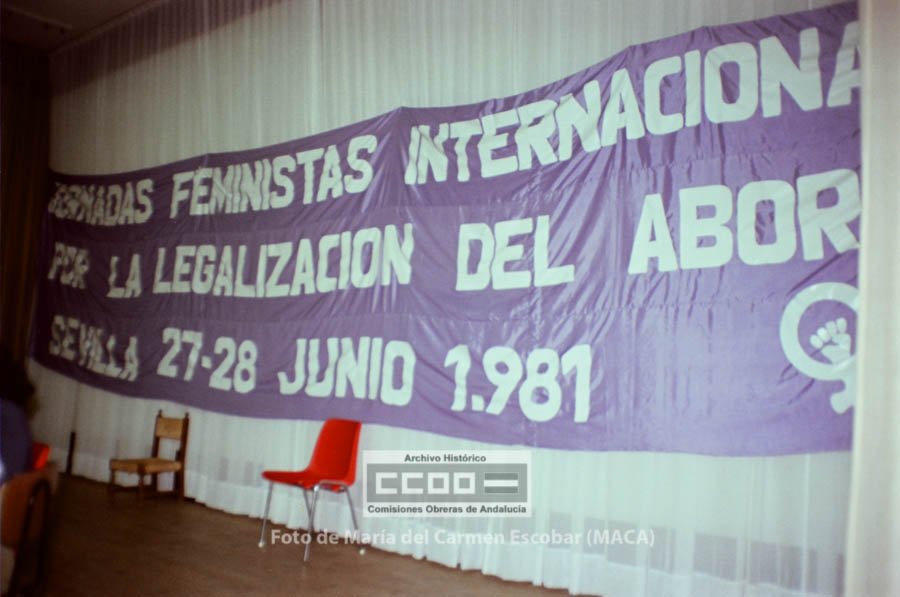 JORNADAS FEMINISTAS INTERNACIONA
POR LA LEGALIZACION DEL ABOR
SEVILLA 27-28 JUNIO 1.981
Archivo Histórico
CCOO
Comisiones Obreras de Andalucía
Foto de María del Carmen Escobar (MACA)